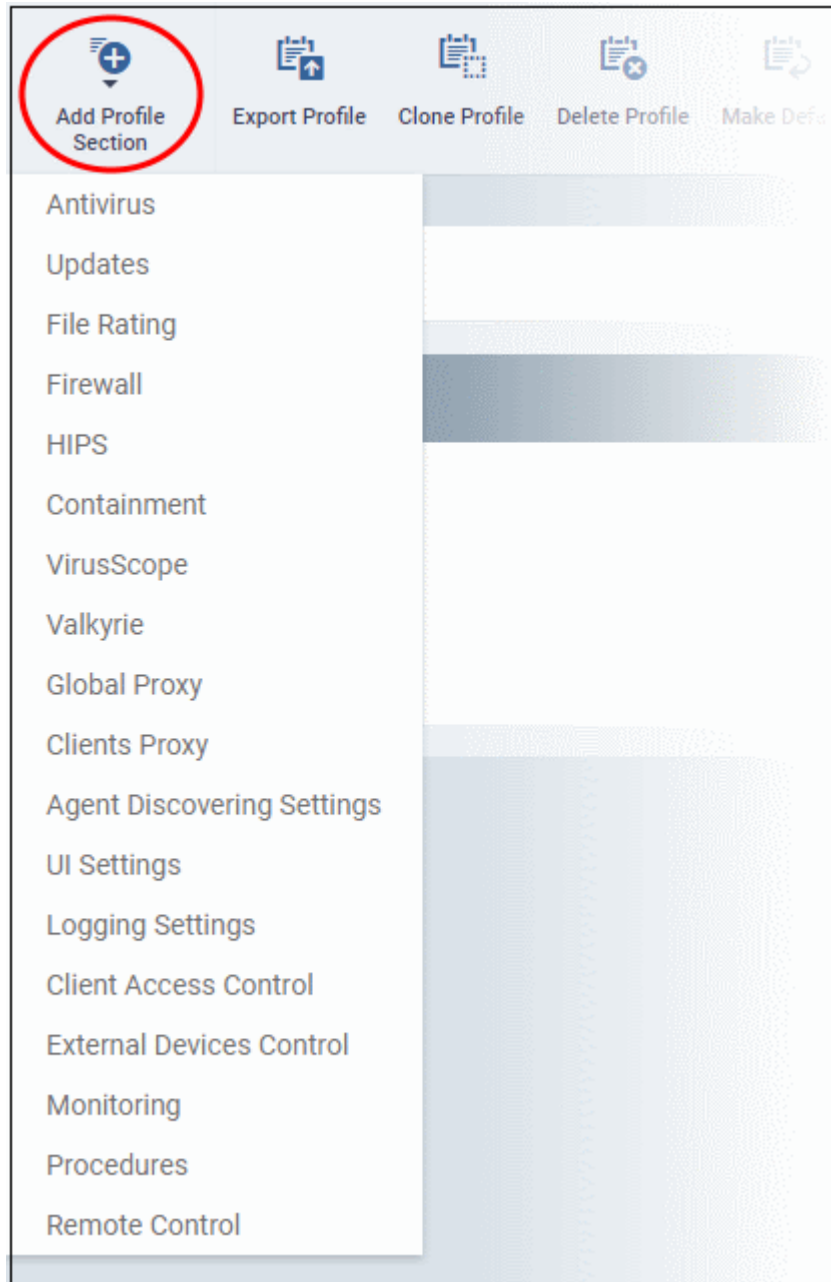 Add Profile
Section
Export Profile
Clone Profile
Delete Profile
Make
Antivirus
Updates
File Rating
Firewall
HIPS
Containment
VirusScope
Valkyrie
Global Proxy
Clients Proxy
Agent Discovering Settings
UI Settings
Logging Settings
Client Access Control
External Devices Control
Monitoring
Procedures
Remote Control